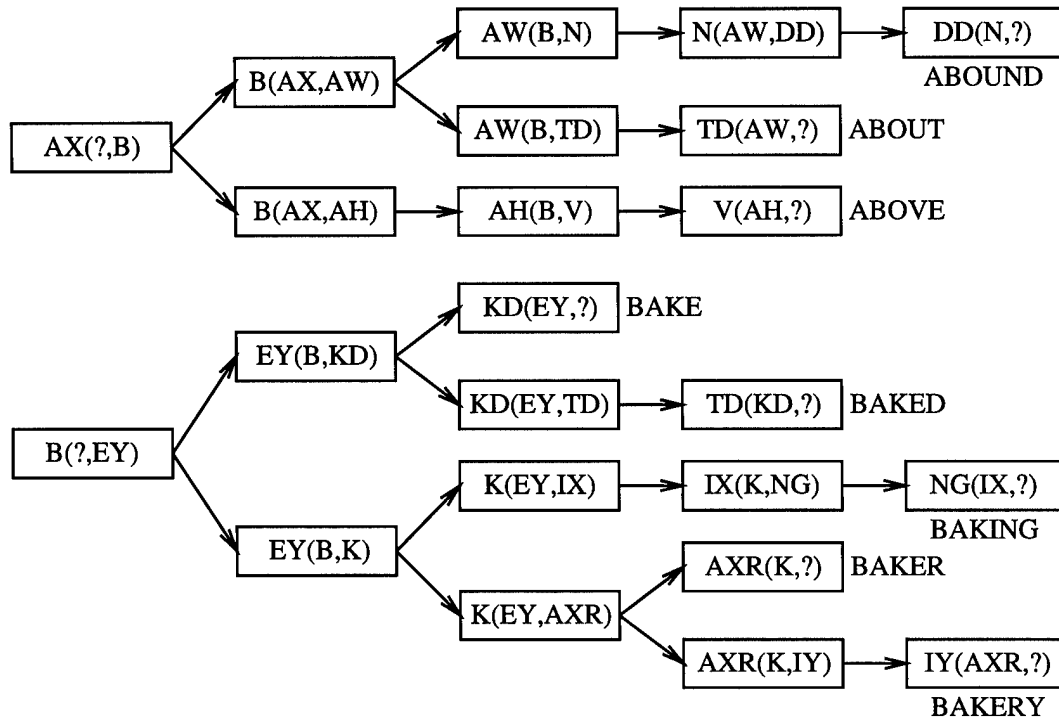 AW(B,N) N(AW,DD) DD(N,?)
B(AX,AW) ABOUND
AX(?,B) AW(B,TD) TD(AW,?) ABOUT
B(AX,AH) AH(B,V) V(AH,?) ABOVE
KD(EY,?) BAKE
EY(B,KD)
KD(EY,TD) TD(KD,?) BAKED
B(?,EY)
K(EY,IX) IX(K,NG) NG(IX,?)
BAKING
EY(B,K)
AXR(K,?) BAKER
K(EY,AXR)
AXR(K,IY) IY(AXR,?)
BAKERY